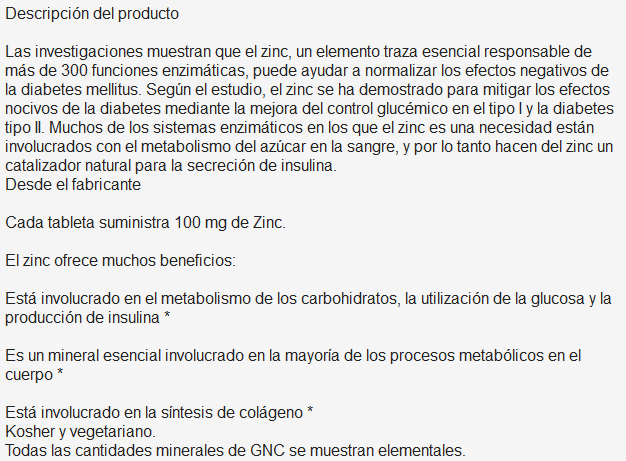 Descripción del producto
Las investigaciones muestran que el zinc, un elemento traza esencial responsable de
más de 300 funciones enzimáticas, puede ayudar a normalizar los efectos negativos de
la diabetes mellitus. Según el estudio, el zinc se ha demostrado para mitigar los efectos
nocivos de la diabetes mediante la mejora del control glucémico en el tipo I y la diabetes
tipo II. Muchos de los sistemas enzimáticos en los que el zinc es una necesidad están
involucrados con el metabolismo del azúcar en la sangre, y por lo tanto hacen del zinc un
catalizador natural para la secreción de insulina.
Desde el fabricante
Cada tableta suministra 100 mg de Zinc.
El zinc ofrece muchos beneficios:
Está involucrado en el metabolismo de los carbohidratos, la utilización de la glucosa y la
producción de insulina *
Es un mineral esencial involucrado en la mayoría de los procesos metabólicos en el
cuerpo *
Está involucrado en la síntesis de colágeno *
Kosher y vegetariano.
Todas las cantidades minerales de GNC se muestran elementales.